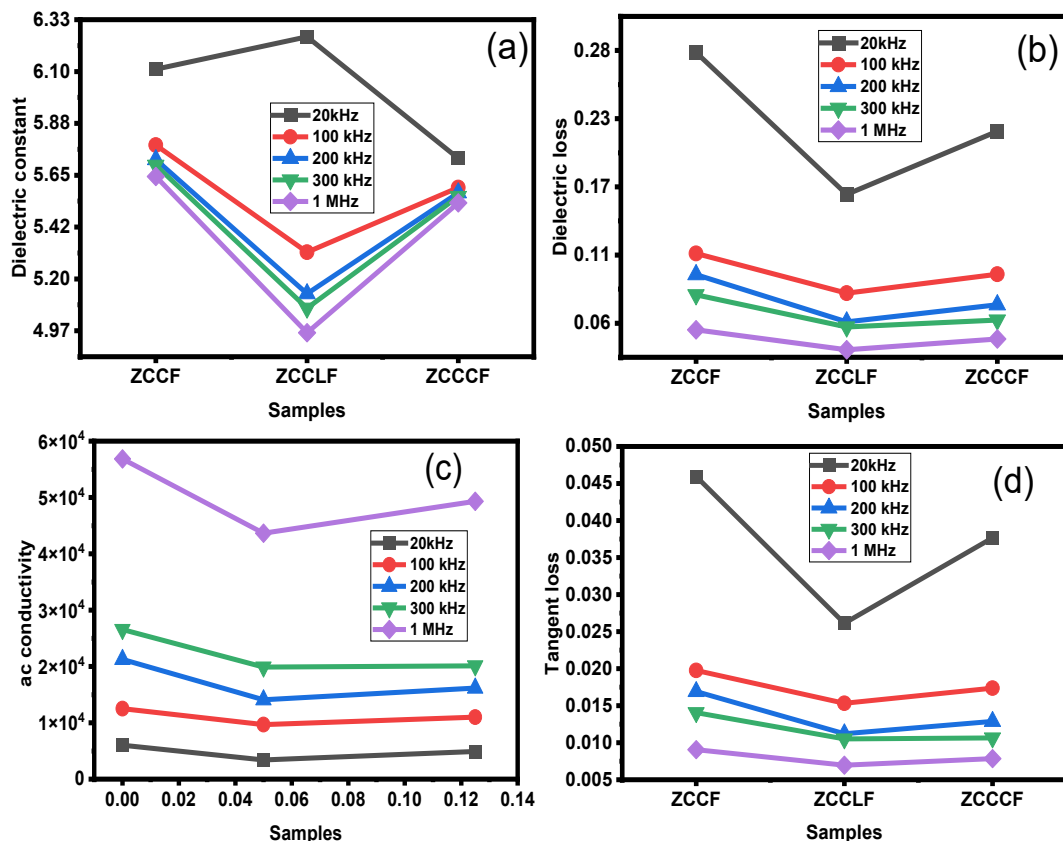 (a)
Dielectric constant
6.33
6.10
5.88
5.65
5.42
5.20
4.97
20kHz
100 kHz
200 kHz
300 kHz
1 MHz
ZCCF ZCCLF ZCCCF
Samples
(b)
Dielectric loss
0.28
0.23
0.17
0.11
0.06
20kHz
100 kHz
200 kHz
300 kHz
1 MHz
ZCCF ZCCLF ZCCCF
Samples
(c)
ac conductivity
6×10⁴
5×10⁴
4×10⁴
3×10⁴
2×10⁴
1×10⁴
0
20kHz
100 kHz
200 kHz
300 kHz
1 MHz
0.00 0.02 0.04 0.06 0.08 0.10 0.12 0.14
Samples
(d)
Tangent loss
0.050
0.045
0.040
0.035
0.030
0.025
0.020
0.015
0.010
0.005
20kHz
100 kHz
200 kHz
300 kHz
1 MHz
ZCCF ZCCLF ZCCCF
Samples